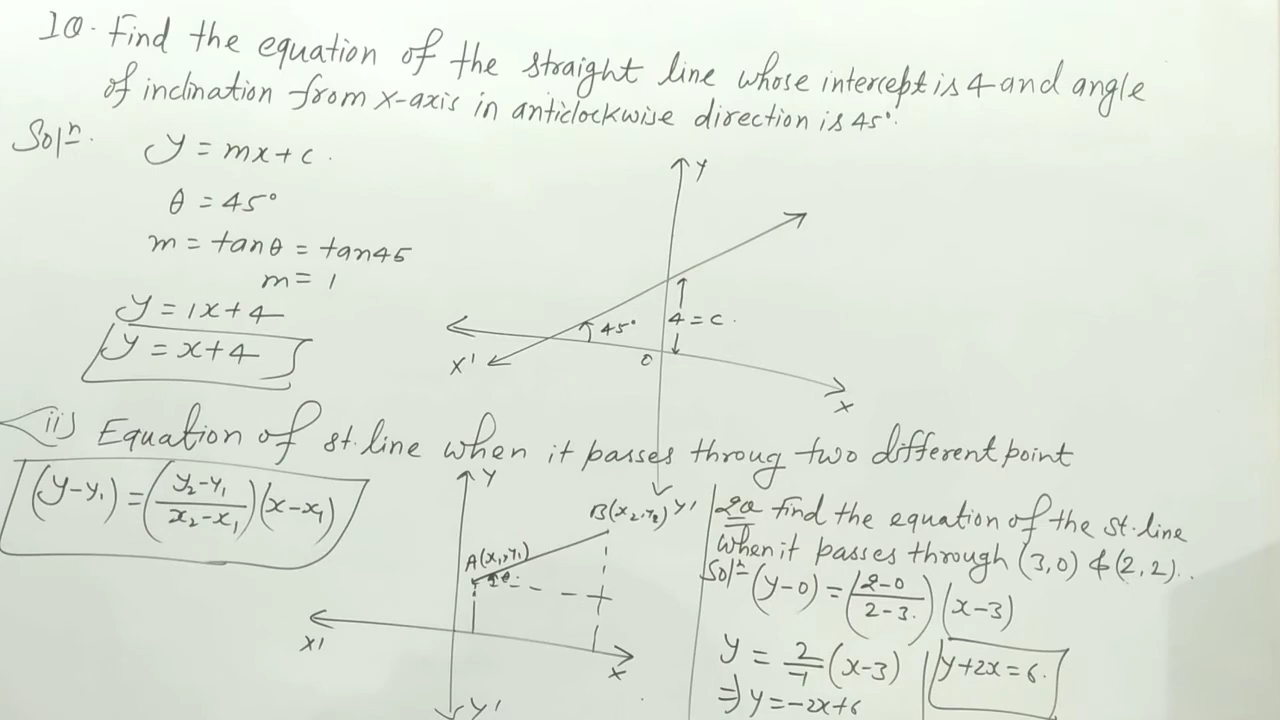 1Q. Find the equation of the straight line whose intercept is 4 and angle
of inclination from x-axis in anticlockwise direction is 45°.
Solⁿ. y = mx + c.
θ = 45°
m = tanθ = tan45
m = 1
y = 1x + 4
y = x + 4
Y
45°
4 = c.
X'
O
X
Y'
ii) Equation of st. line when it passes throug two different point
(y-y₁) = (y₂-y₁/x₂-x₁)(x-x₁)
Y
B(x₂,y₂)
A(x₁,y₁)
θ
X'
X
Y'
2Q Find the equation of the st. line
when it passes through (3,0) & (2,2)..
Solⁿ (y-0) = (2-0/2-3.)(x-3)
y = 2/-1 (x-3)
⇒ y = -2x+6
y+2x = 6.